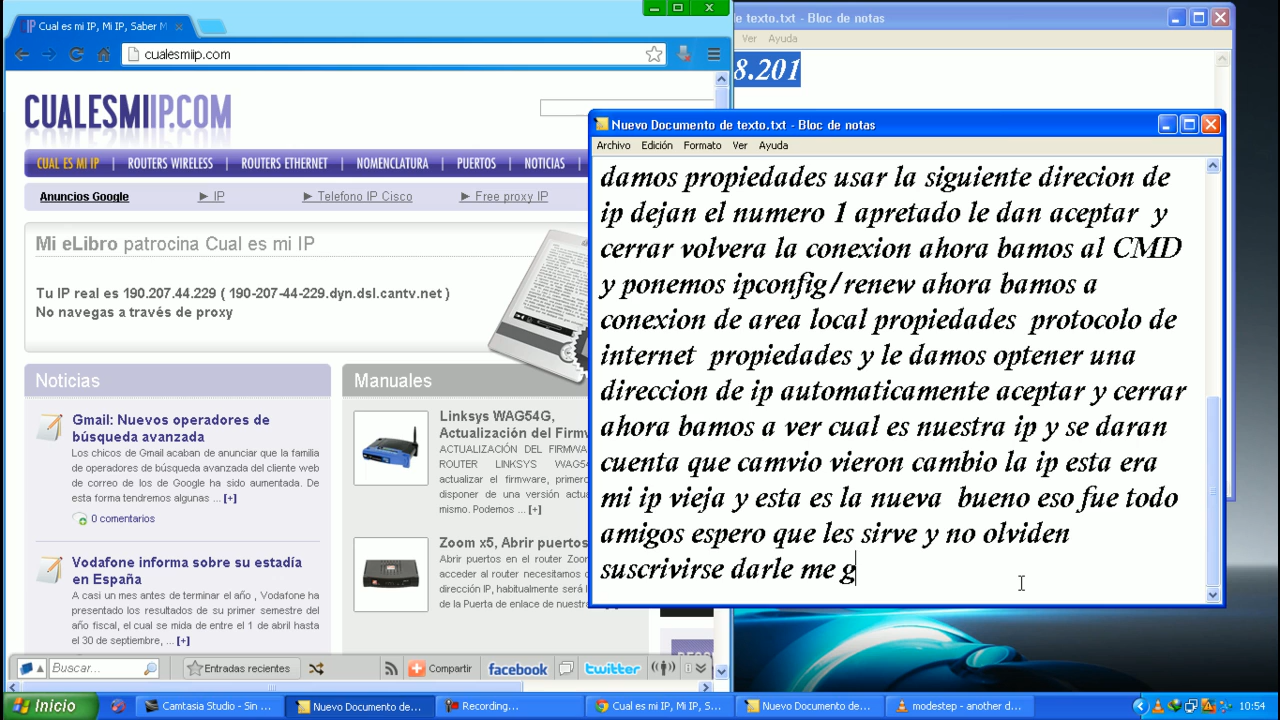 Cual es mi IP, Mi IP, Saber M
cualesmiip.com
CUALESMIIP.COM
CUAL ES MI IP | ROUTERS WIRELESS | ROUTERS ETHERNET | NOMENCLATURA | PUERTOS | NOTICIAS |
Anuncios Google ► IP ► Telefono IP Cisco ► Free proxy IP
Mi eLibro patrocina Cual es mi IP
Tu IP real es 190.207.44.229 ( 190-207-44-229.dyn.dsl.cantv.net )
No navegas a través de proxy
Noticias
Gmail: Nuevos operadores de
búsqueda avanzada
Los chicos de Gmail acaban de anunciar que la familia
de operadores de búsqueda avanzada del cliente web
de correo de los de Google ha sido aumentada. De
esta forma tendremos algunas ... [+]
0 comentarios
Vodafone informa sobre su estadía
en España
A casi un mes antes de terminar el año , Vodafone ha
presentado los resultados de su primer semestre del
año fiscal, el cual se mida de entre el 1 de abril hasta
el 30 de septiembre, ... [+]
Manuales
Linksys WAG54G,
Actualización del Firmw
ACTUALIZACIÓN DEL FIRMWA
ROUTER LINKSYS WAG54
actualizar el firmware, primero
disponer de una versión actua
mismo. Podemos ... [+]
Zoom x5, Abrir puertos
Abrir puertos en el router Zoom
acceder al router necesitamos c
dirección IP, habitualmente será l
de la Puerta de enlace de nuestra
Buscar...
Entradas recientes
Compartir
facebook
twitter
de texto.txt - Bloc de notas
Ver Ayuda
8.201
Nuevo Documento de texto.txt - Bloc de notas
Archivo Edición Formato Ver Ayuda
damos propiedades usar la siguiente direcion de
ip dejan el numero 1 apretado le dan aceptar y
cerrar volvera la conexion ahora bamos al CMD
y ponemos ipconfig/renew ahora bamos a
conexion de area local propiedades protocolo de
internet propiedades y le damos optener una
direccion de ip automaticamente aceptar y cerrar
ahora bamos a ver cual es nuestra ip y se daran
cuenta que camvio vieron cambio la ip esta era
mi ip vieja y esta es la nueva bueno eso fue todo
amigos espero que les sirve y no olviden
suscrivirse darle me g
Inicio
Camtasia Studio - Sin ...
Nuevo Documento de...
Recording...
Cual es mi IP, Mi IP, S...
Nuevo Documento de...
modestep - another d...
10:54